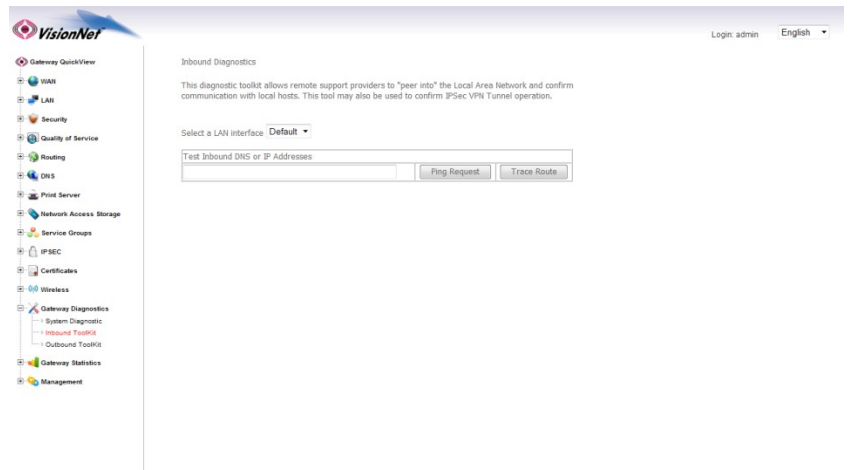 VisionNet
Login: admin English
Gateway QuickView
WAN
LAN
Security
Quality of Service
Routing
DNS
Print Server
Network Access Storage
Service Groups
IPSEC
Certificates
Wireless
Gateway Diagnostics
System Diagnostic
Inbound ToolKit
Outbound ToolKit
Gateway Statistics
Management
Inbound Diagnostics
This diagnostic toolkit allows remote support providers to "peer into" the Local Area Network and confirm
communication with local hosts. This tool may also be used to confirm IPSec VPN Tunnel operation.
Select a LAN interface Default
Test Inbound DNS or IP Addresses
Ping Request Trace Route